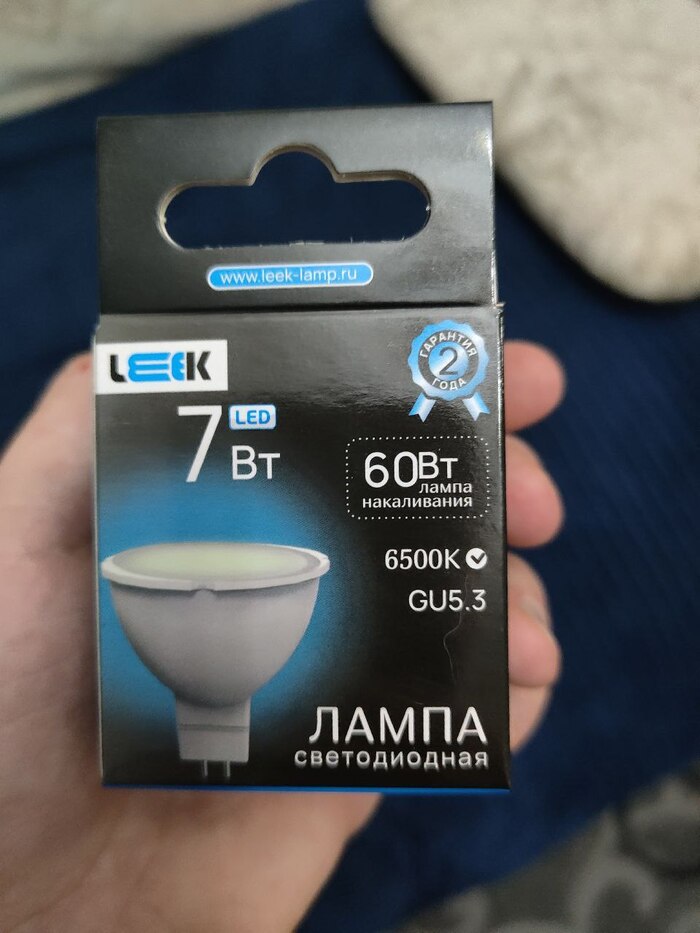 www.leek-lamp.ru
LEEK
ГАРАНТИЯ
2
ГОДА
7 LED
Вт
60Вт
лампа
накаливания
6500K
GU5.3
ЛАМПА
светодиодная